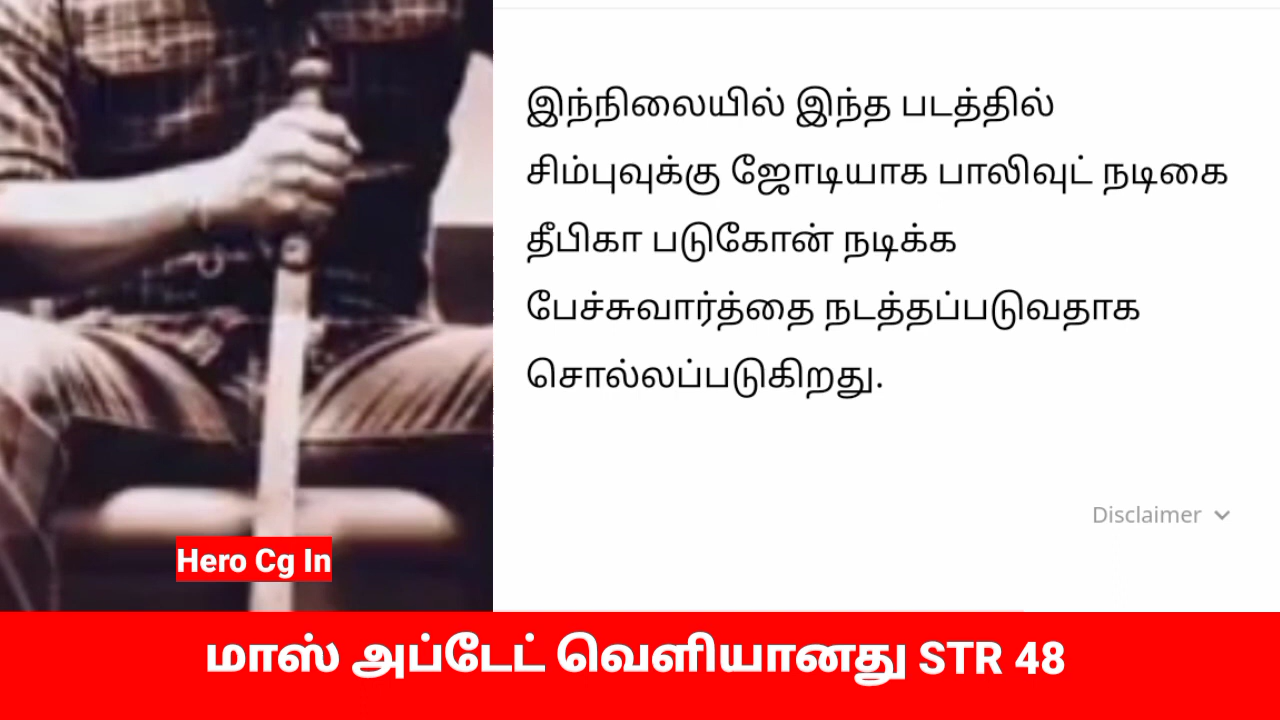 இந்நிலையில் இந்த படத்தில்
சிம்புவுக்கு ஜோடியாக பாலிவுட் நடிகை
தீபிகா படுகோன் நடிக்க
பேச்சுவார்த்தை நடத்தப்படுவதாக
சொல்லப்படுகிறது.
Disclaimer
Hero Cg In
மாஸ் அப்டேட் வெளியானது STR 48